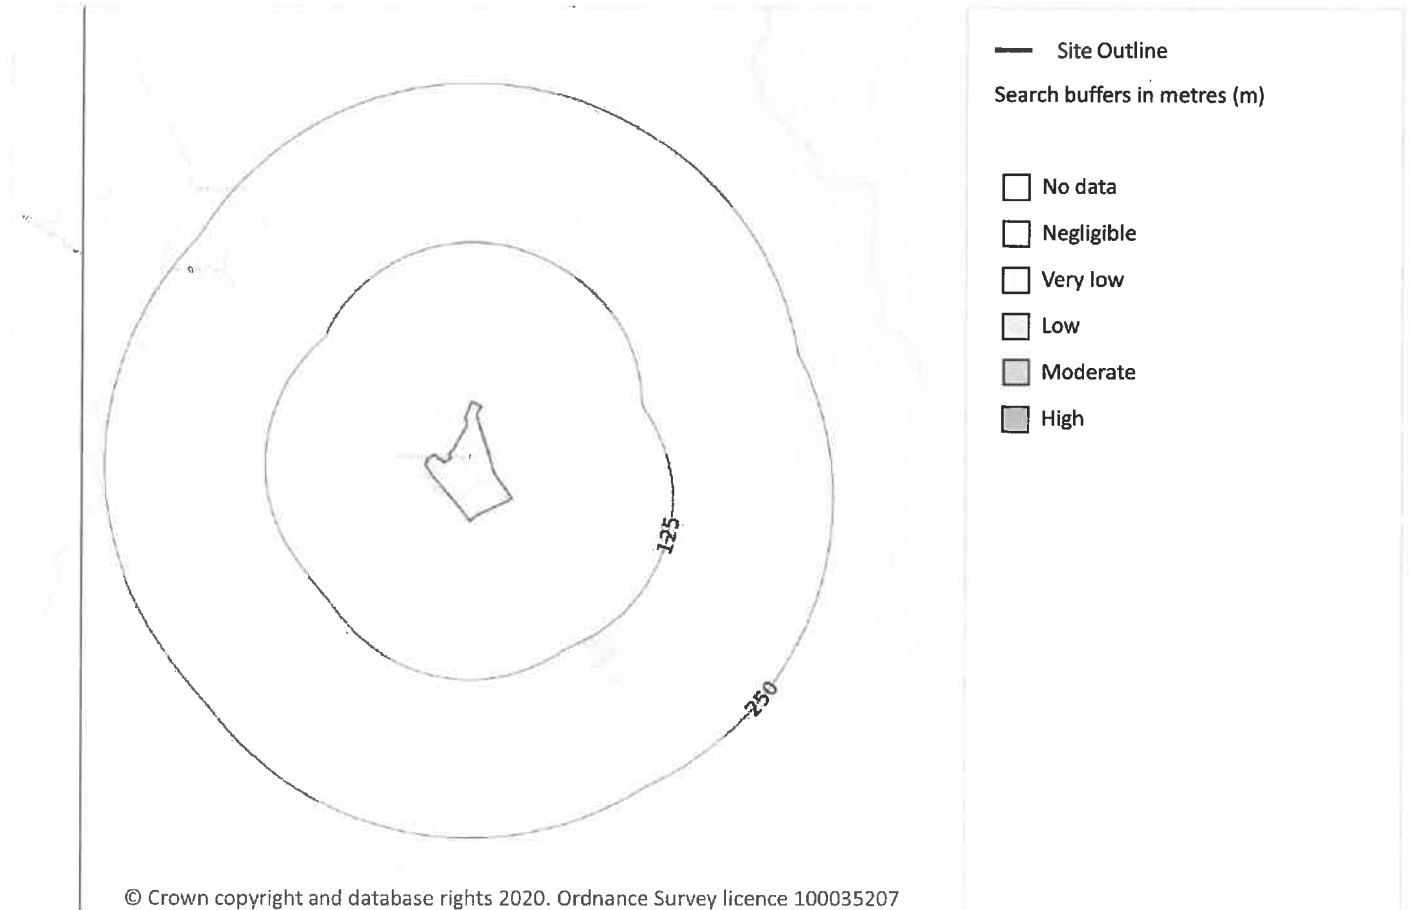 Site Outline
Search buffers in metres (m)
No data
Negligible
Very low
Low
Moderate
High
125
250
© Crown copyright and database rights 2020. Ordnance Survey licence 100035207